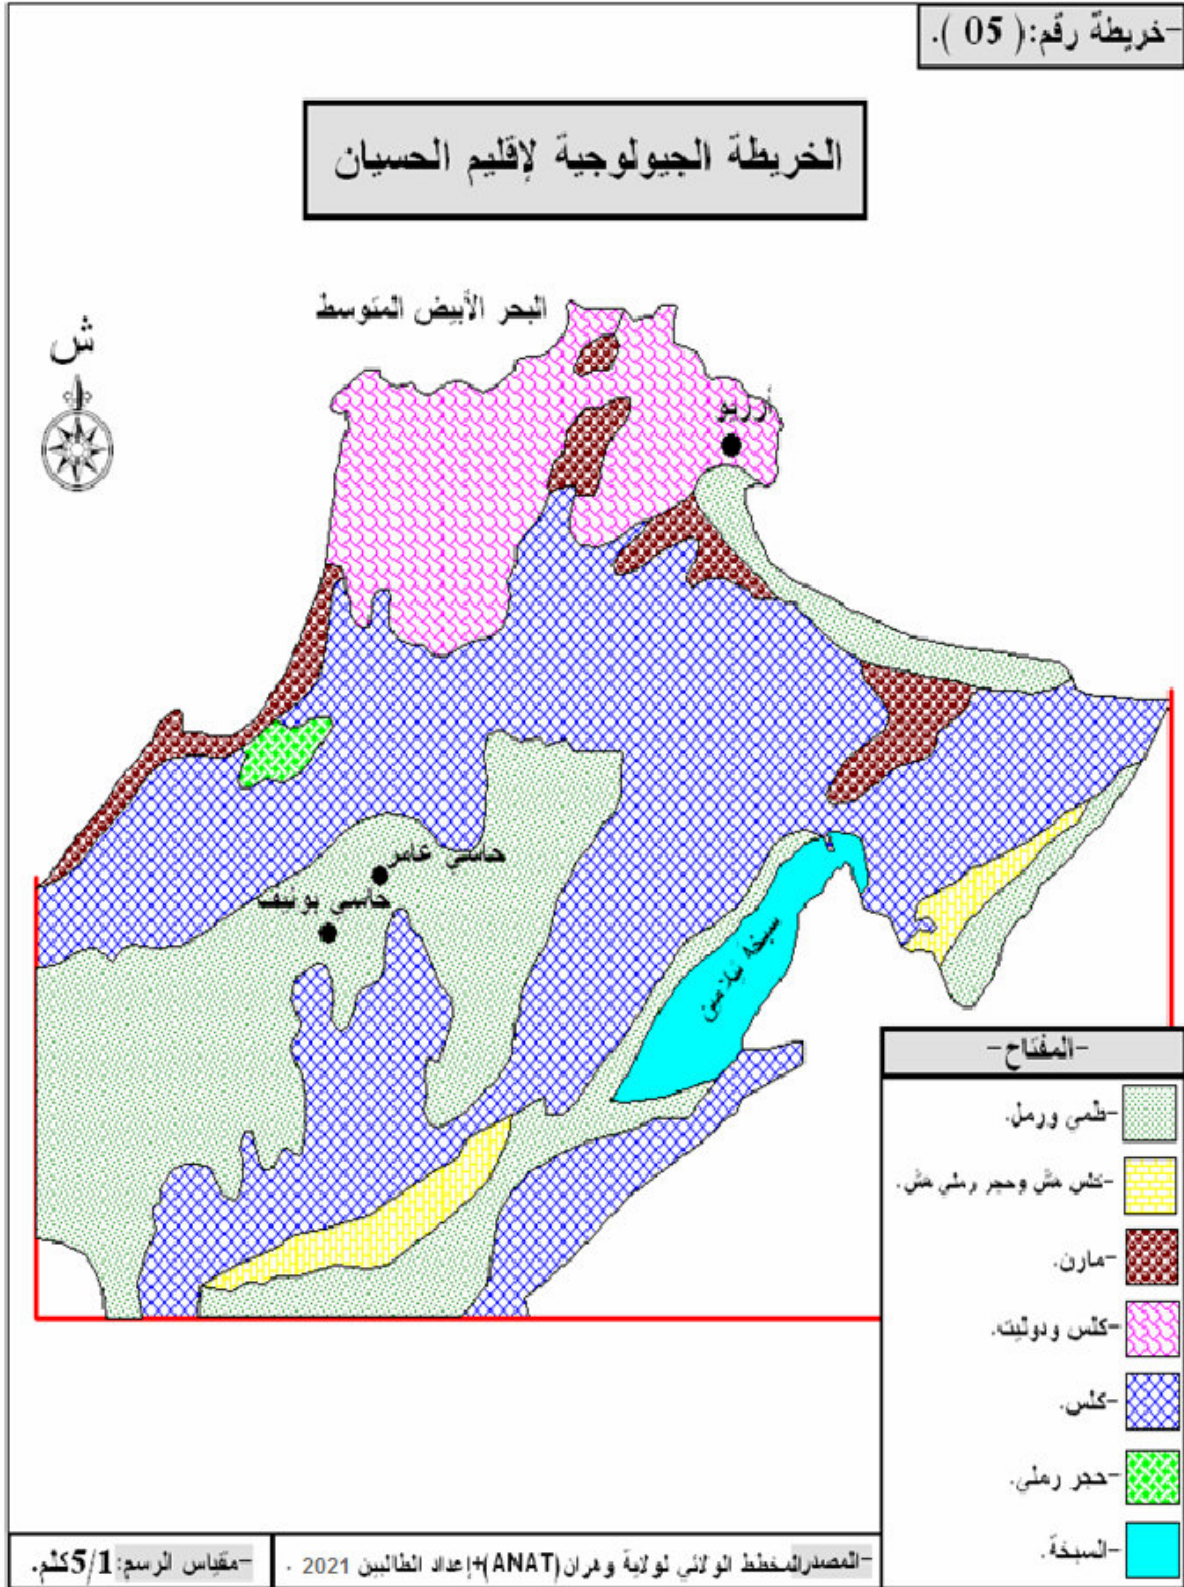 -خريطة رقم:( 05 ).
الخريطة الجيولوجية لإقليم الحسيان
البحر الأبيض المتوسط
ش
أرزيو
حاسي عامر
حاسي بونيف
سبخة
-المفتاح-
-طمي ورمل.
-كلس هش وحجر رملي هش.
-مارن.
-كلس ودوليته.
-كلس.
-حجر رملي.
-السبخة.
-المصدر:المخطط الولائي لولاية وهران(ANAT)+إعداد الطالبين 2021 .
-مقياس الرسم:5/1كلم.